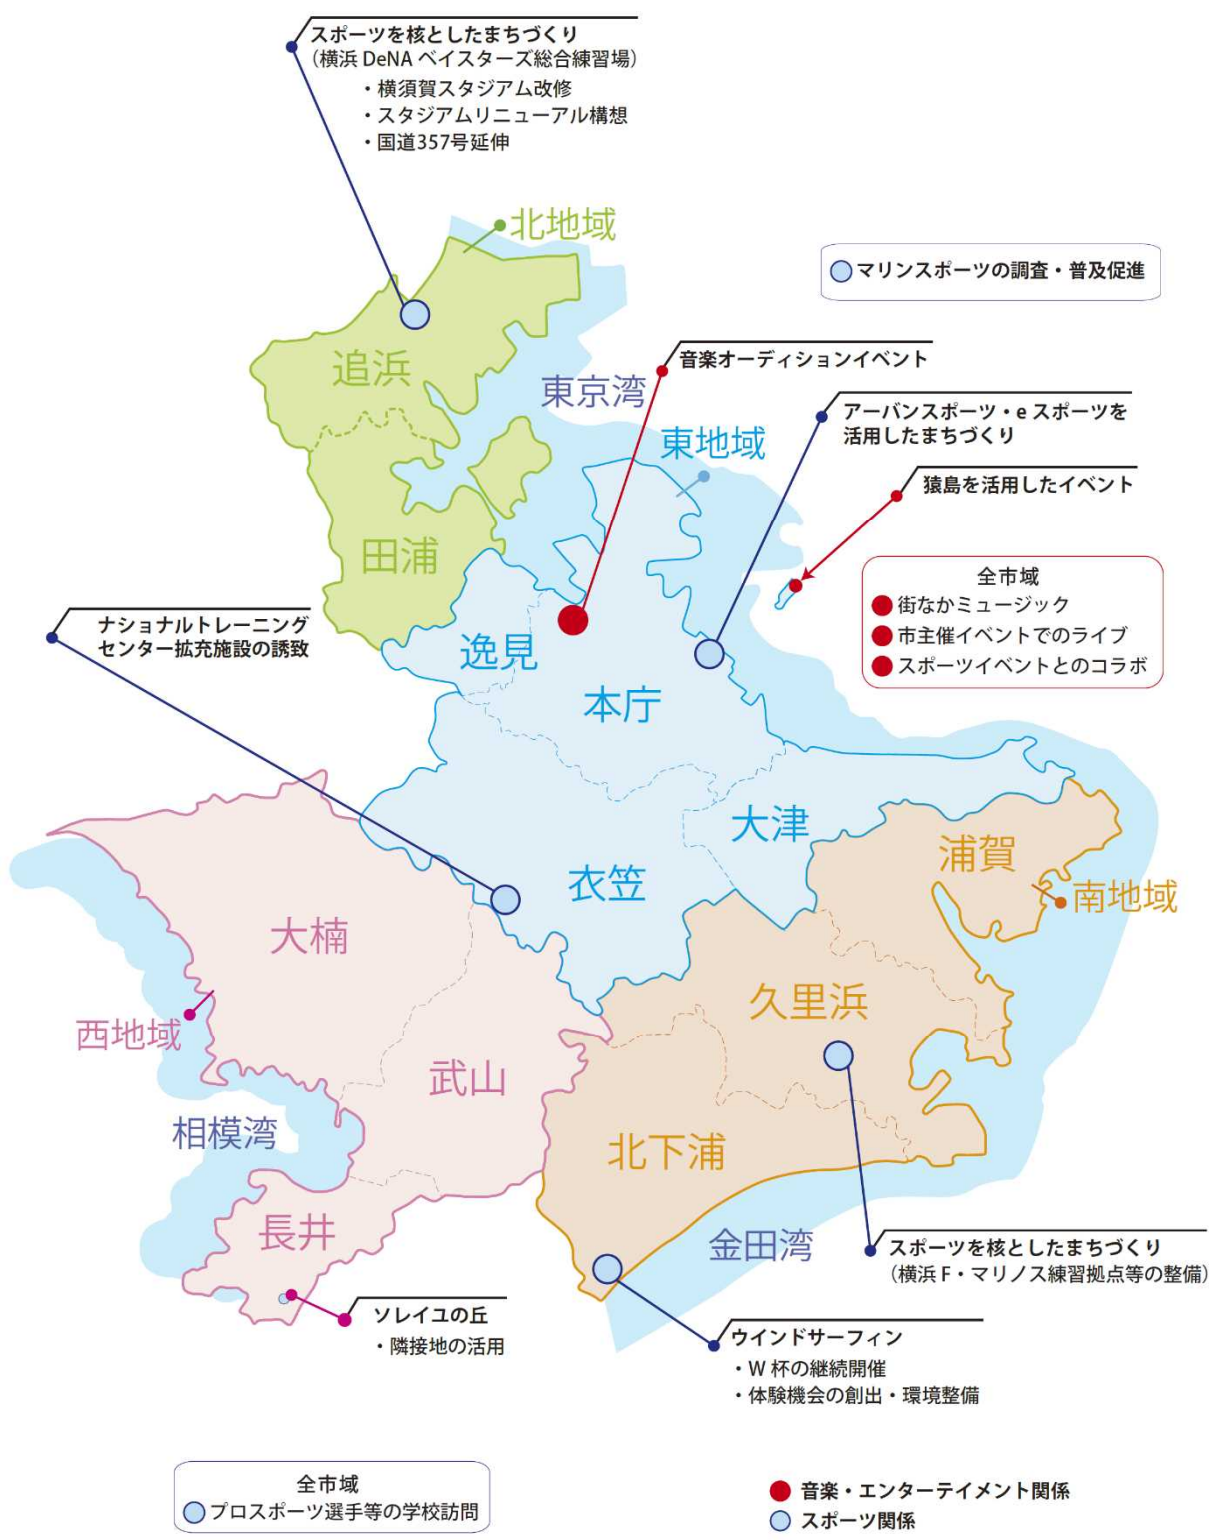 スポーツを核としたまちづくり
（横浜 DeNA ベイスターズ総合練習場）
・横須賀スタジアム改修
・スタジアムリニューアル構想
・国道357号延伸
北地域
マリンスポーツの調査・普及促進
追浜
東京湾
音楽オーディションイベント
アーバンスポーツ・e スポーツを
活用したまちづくり
東地域
猿島を活用したイベント
田浦
全市域
街なかミュージック
市主催イベントでのライブ
スポーツイベントとのコラボ
ナショナルトレーニング
センター拡充施設の誘致
逸見
本庁
大津
浦賀
衣笠
南地域
大楠
久里浜
西地域
武山
相模湾
北下浦
長井
金田湾
スポーツを核としたまちづくり
（横浜 F・マリノス練習拠点等の整備）
ソレイユの丘
・隣接地の活用
ウインドサーフィン
・W 杯の継続開催
・体験機会の創出・環境整備
全市域
プロスポーツ選手等の学校訪問
音楽・エンターテイメント関係
スポーツ関係